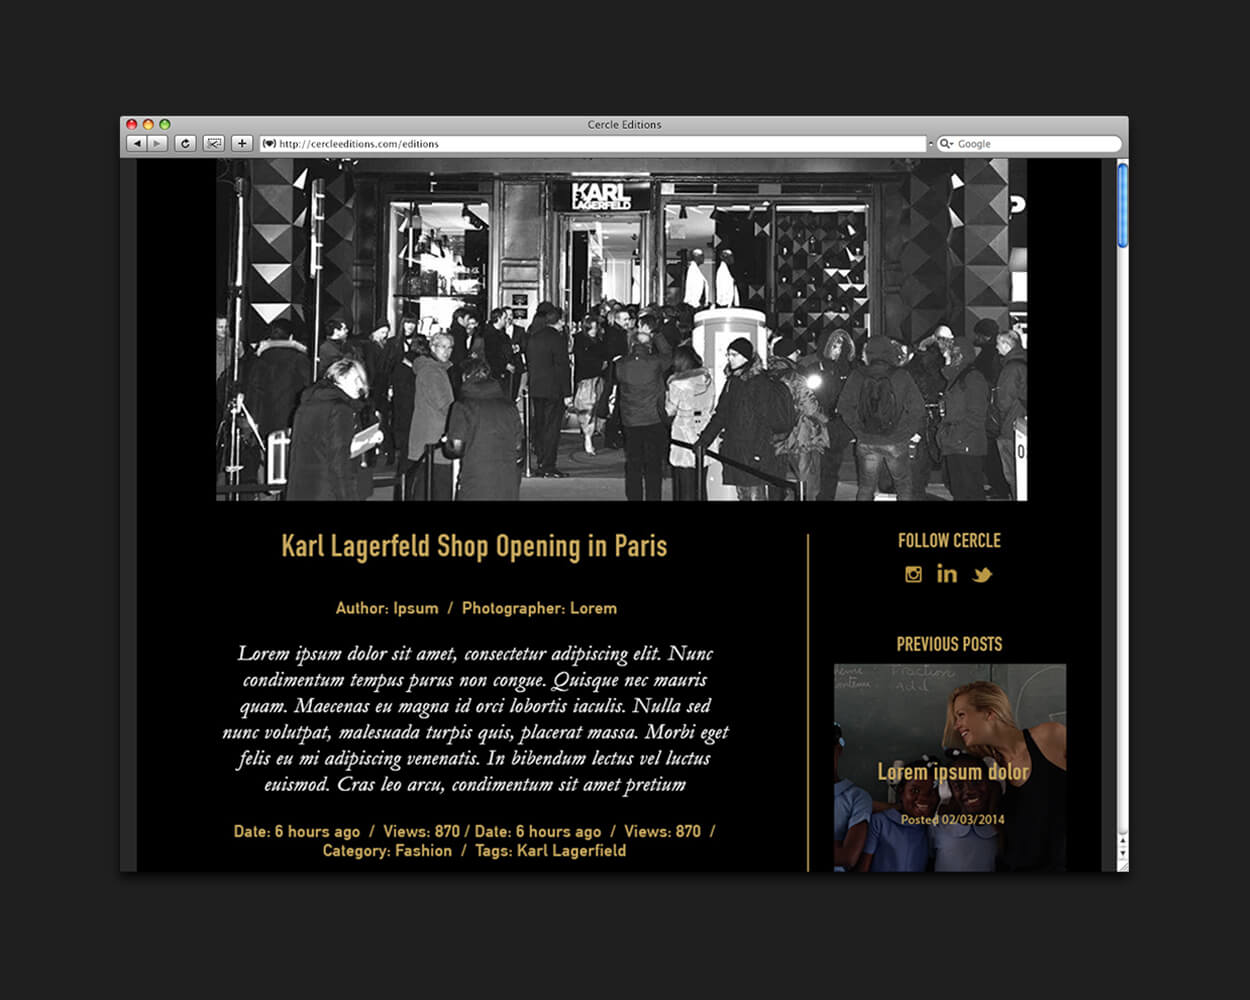 Cercle Editions
http://cercleeditions.com/editions
Google
KARL
LAGERFELD
P
0
Karl Lagerfeld Shop Opening in Paris
Author: Ipsum / Photographer: Lorem
Lorem ipsum dolor sit amet, consectetur adipiscing elit. Nunc
condimentum tempus purus non congue. Quisque nec mauris
quam. Maecenas eu magna id orci lobortis iaculis. Nulla sed
nunc volutpat, malesuada turpis quis, placerat massa. Morbi eget
felis eu mi adipiscing venenatis. In bibendum lectus vel luctus
euismod. Cras leo arcu, condimentum sit amet pretium
Date: 6 hours ago / Views: 870 / Date: 6 hours ago / Views: 870 /
Category: Fashion / Tags: Karl Lagerfield
FOLLOW CERCLE
in
PREVIOUS POSTS
Fraction
Add
Lorem ipsum dolor
Posted 02/03/2014